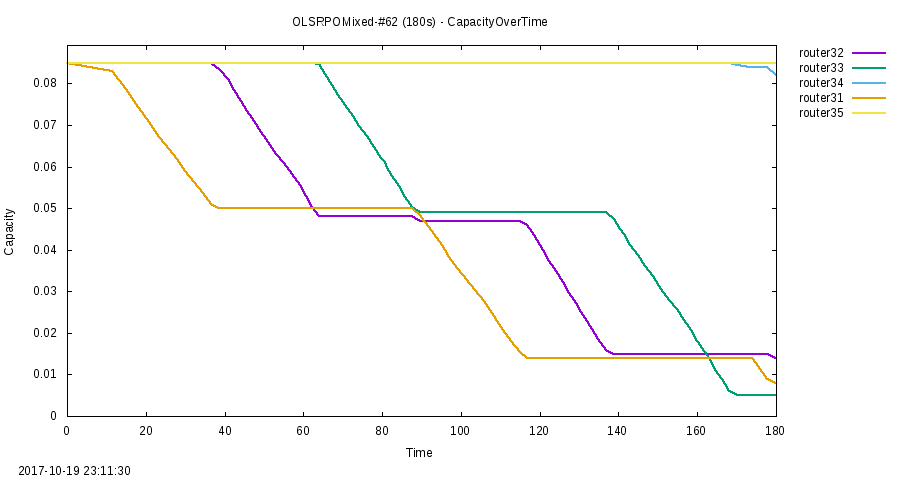 OLSRPOMixed-#62 (180s) - CapacityOverTime
router32
router33
router34
router31
router35
0.08
0.07
0.06
0.05
0.04
0.03
0.02
0.01
0
Capacity
0 20 40 60 80 100 120 140 160 180
Time
2017-10-19 23:11:30